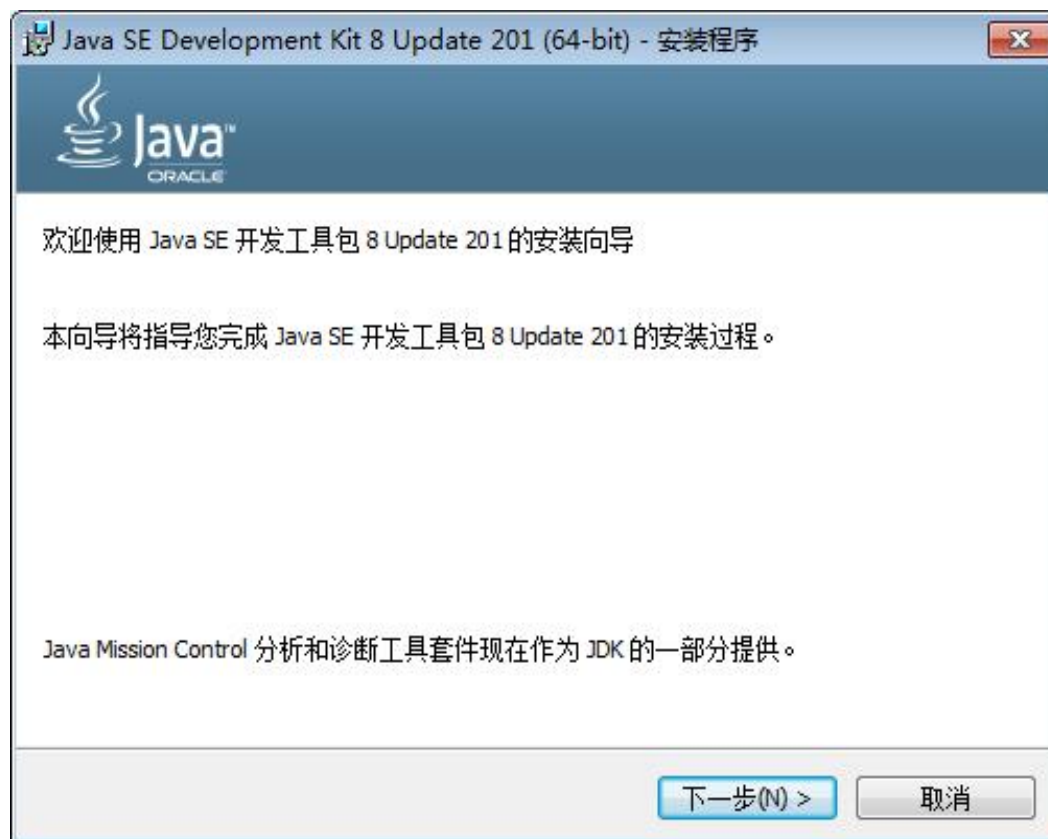 Java SE Development Kit 8 Update 201 (64-bit) - 安装程序
Java™
ORACLE
欢迎使用 Java SE 开发工具包 8 Update 201 的安装向导
本向导将指导您完成 Java SE 开发工具包 8 Update 201 的安装过程。
Java Mission Control 分析和诊断工具套件现在作为 JDK 的一部分提供。
下一步(N) > 取消